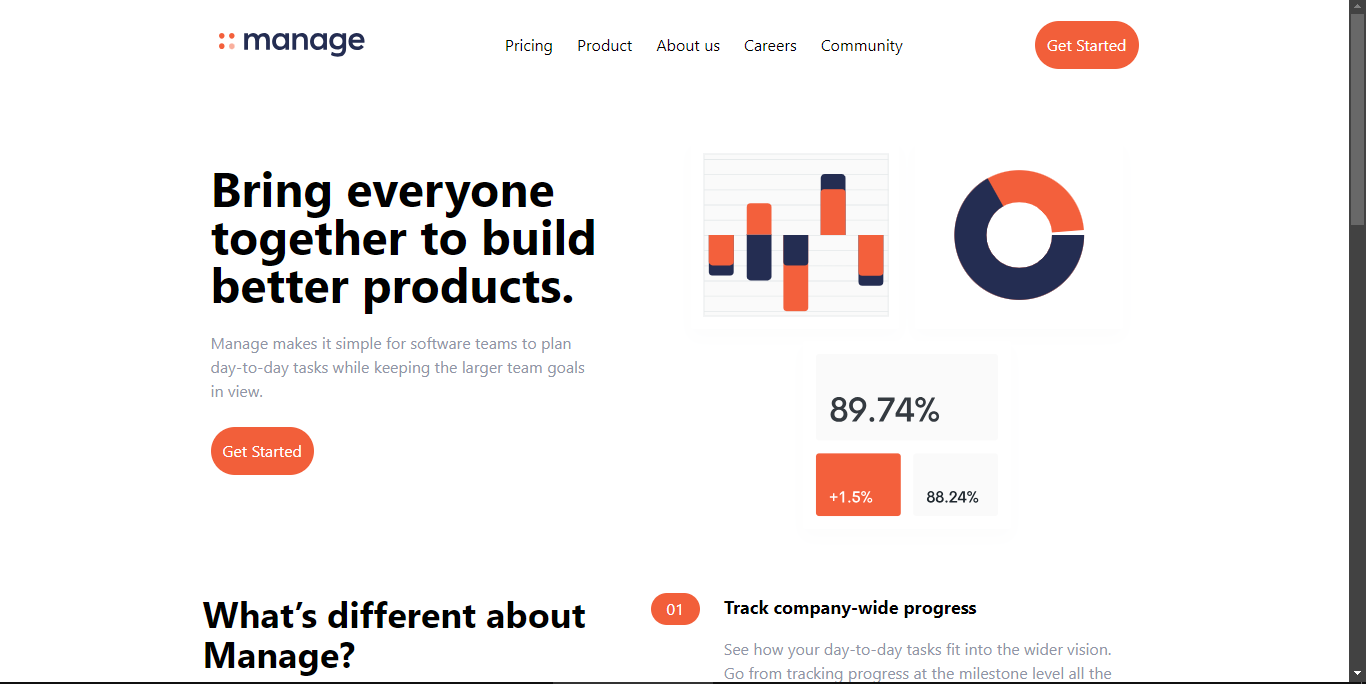 manage
Pricing Product About us Careers Community
Get Started
Bring everyone
together to build
better products.
Manage makes it simple for software teams to plan
day-to-day tasks while keeping the larger team goals
in view.
Get Started
89.74%
+1.5% 88.24%
What’s different about
Manage?
01 Track company-wide progress
See how your day-to-day tasks fit into the wider vision.
Go from tracking progress at the milestone level all the